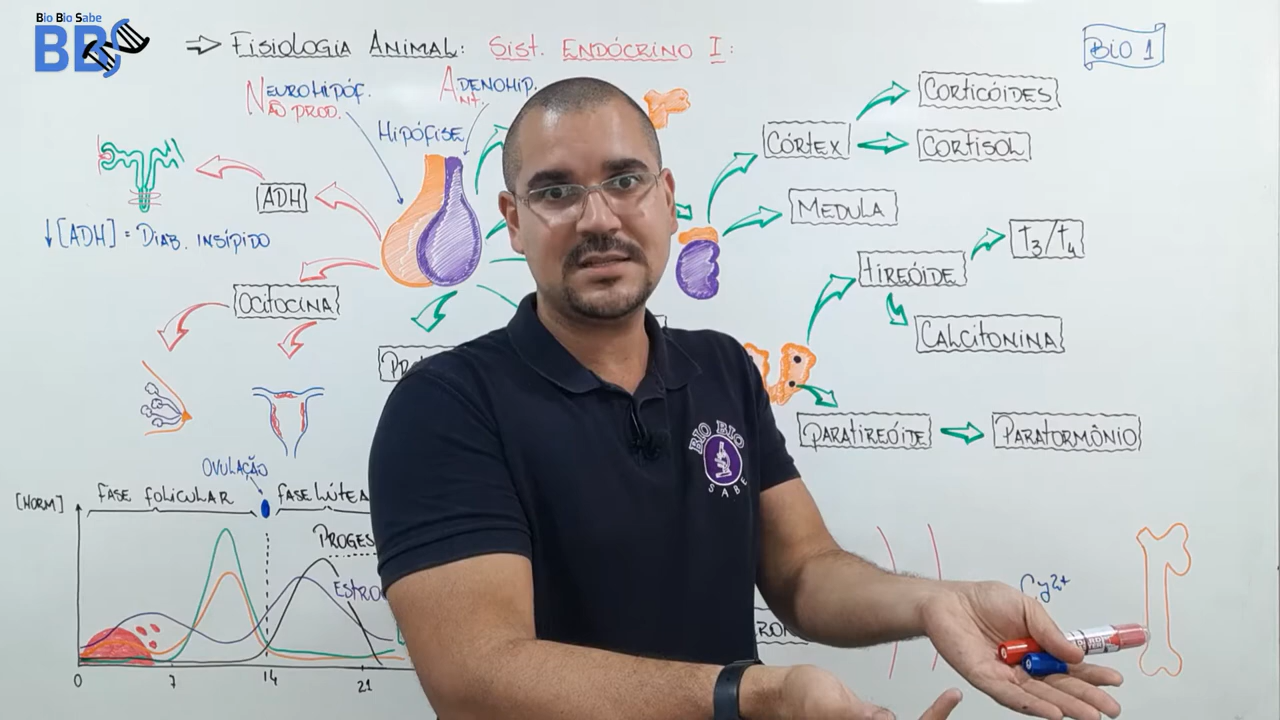 Bio Bio Sabe
BBS
⇒ FISIOLOGIA ANIMAL: SIST. ENDÓCRINO I:
BIO 1
NEUROHIPÓF.
NÃO PROD.
ADENOHIP.
ANT.
HIPÓFISE
CORTICÓIDES
CÓRTEX
CORTISOL
ADH
MEDULA
↓[ADH] = DIAB. INSÍPIDO
T3/T4
TIREÓIDE
OCITOCINA
CALCITONINA
PARATIREÓIDE
PARATORMÔNIO
OVULAÇÃO
[HORM]
FASE FOLICULAR
FASE LÚTEA
PROGES
ESTRO
0 7 14 21
BIO BIO
SABE